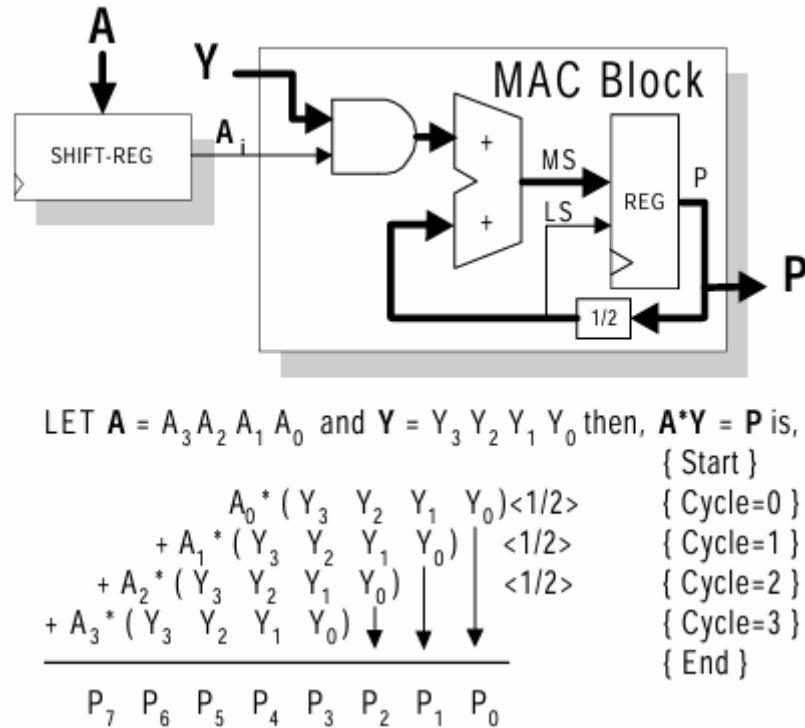 A
Y
MAC Block
SHIFT-REG
A i
+
MS
REG
P
LS
+
P
1/2
LET A = A3 A2 A1 A0 and Y = Y3 Y2 Y1 Y0 then, A*Y = P is,
{ Start }
A0 * ( Y3 Y2 Y1 Y0 ) <1/2> { Cycle=0 }
+ A1 * ( Y3 Y2 Y1 Y0 ) <1/2> { Cycle=1 }
+ A2 * ( Y3 Y2 Y1 Y0 ) <1/2> { Cycle=2 }
+ A3 * ( Y3 Y2 Y1 Y0 ) { Cycle=3 }
{ End }
P7 P6 P5 P4 P3 P2 P1 P0